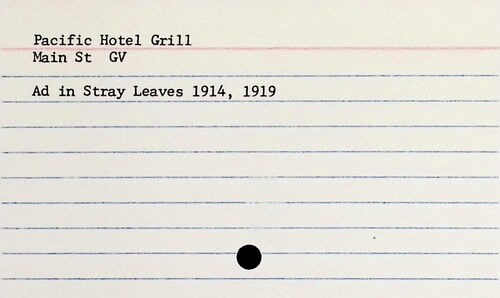 Pacific Hotel Grill
Main St GV
Ad in Stray Leaves 1914, 1919